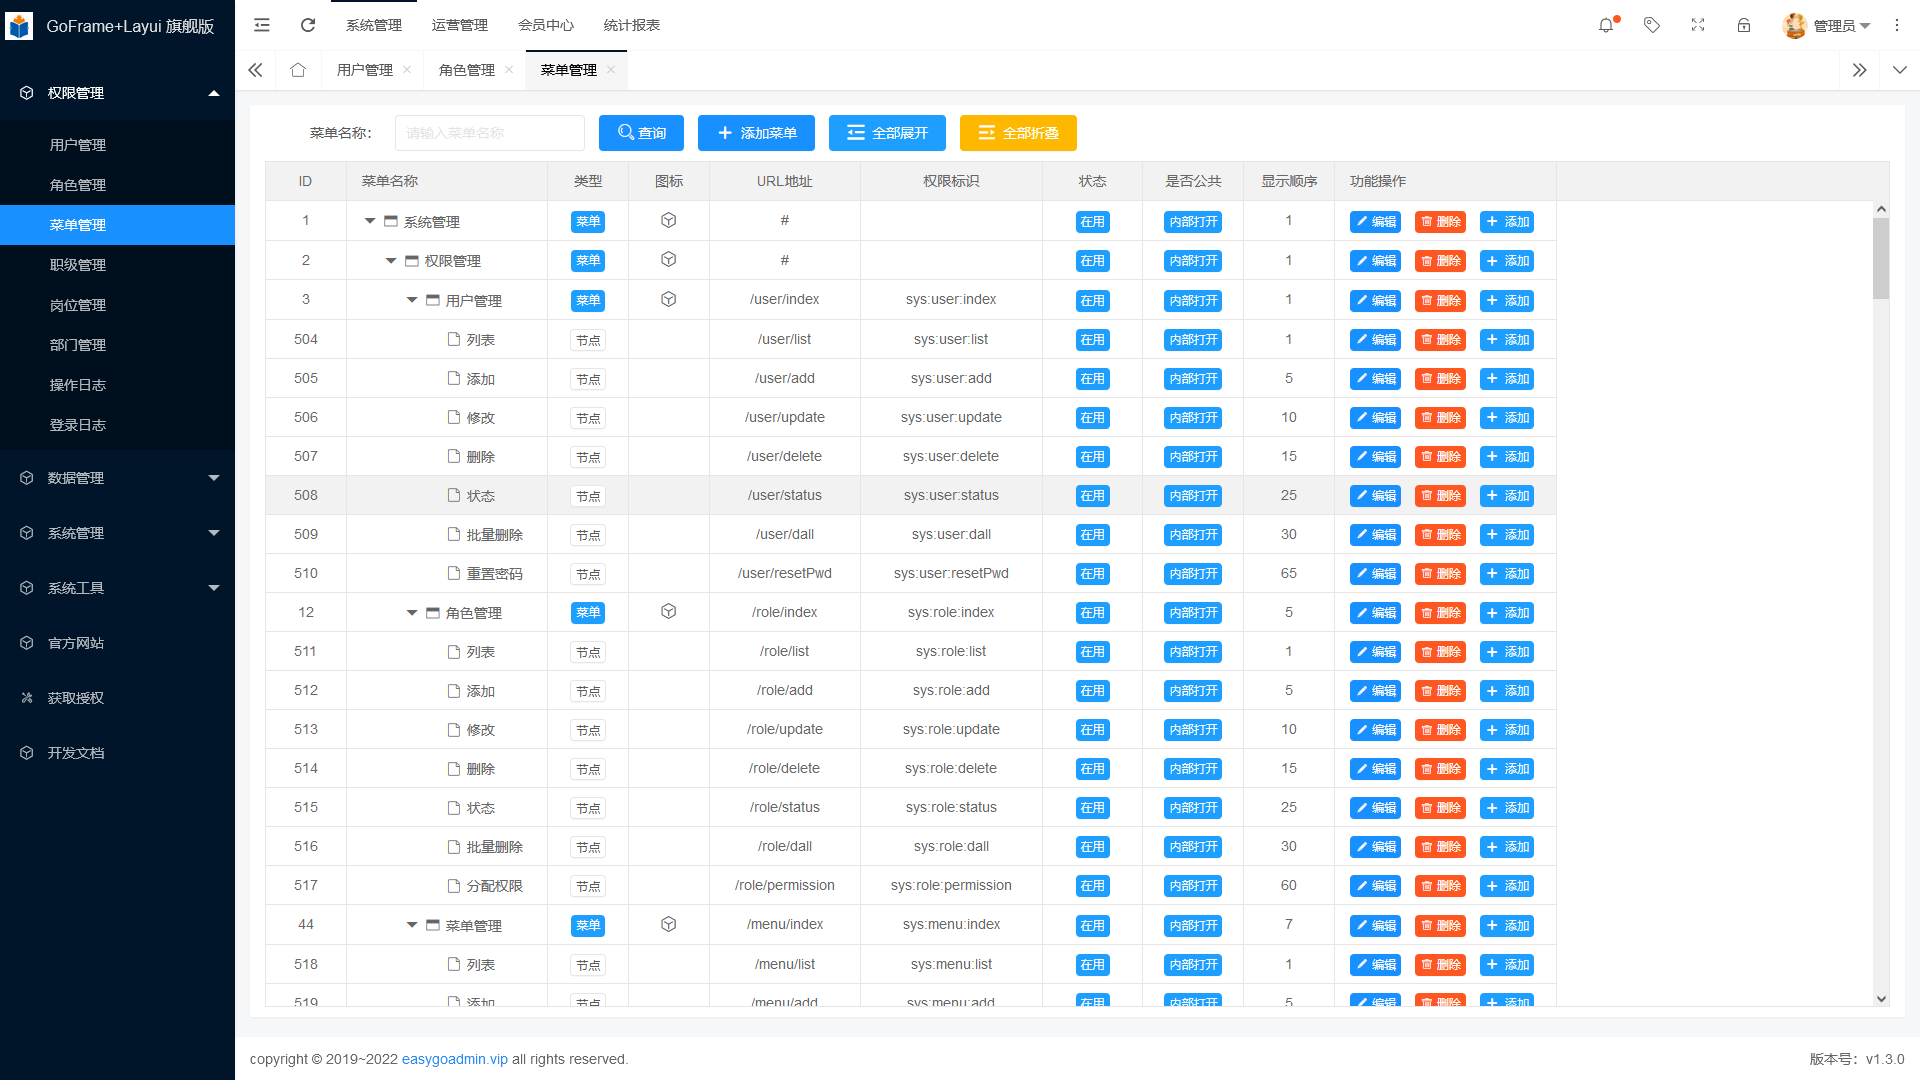 GoFrame+Layui 旗舰版
系统管理 运营管理 会员中心 统计报表 管理员
用户管理 角色管理 菜单管理
权限管理
用户管理
角色管理
菜单管理
职级管理
岗位管理
部门管理
操作日志
登录日志
数据管理
系统管理
系统工具
官方网站
获取授权
开发文档
菜单名称： 请输入菜单名称 查询 添加菜单 全部展开 全部折叠
ID 菜单名称 类型 图标 URL地址 权限标识 状态 是否公共 显示顺序 功能操作
1 系统管理 菜单 # 在用 内部打开 1 编辑 删除 添加
2 权限管理 菜单 # 在用 内部打开 1 编辑 删除 添加
3 用户管理 菜单 /user/index sys:user:index 在用 内部打开 1 编辑 删除 添加
504 列表 节点 /user/list sys:user:list 在用 内部打开 1 编辑 删除 添加
505 添加 节点 /user/add sys:user:add 在用 内部打开 5 编辑 删除 添加
506 修改 节点 /user/update sys:user:update 在用 内部打开 10 编辑 删除 添加
507 删除 节点 /user/delete sys:user:delete 在用 内部打开 15 编辑 删除 添加
508 状态 节点 /user/status sys:user:status 在用 内部打开 25 编辑 删除 添加
509 批量删除 节点 /user/dall sys:user:dall 在用 内部打开 30 编辑 删除 添加
510 重置密码 节点 /user/resetPwd sys:user:resetPwd 在用 内部打开 65 编辑 删除 添加
12 角色管理 菜单 /role/index sys:role:index 在用 内部打开 5 编辑 删除 添加
511 列表 节点 /role/list sys:role:list 在用 内部打开 1 编辑 删除 添加
512 添加 节点 /role/add sys:role:add 在用 内部打开 5 编辑 删除 添加
513 修改 节点 /role/update sys:role:update 在用 内部打开 10 编辑 删除 添加
514 删除 节点 /role/delete sys:role:delete 在用 内部打开 15 编辑 删除 添加
515 状态 节点 /role/status sys:role:status 在用 内部打开 25 编辑 删除 添加
516 批量删除 节点 /role/dall sys:role:dall 在用 内部打开 30 编辑 删除 添加
517 分配权限 节点 /role/permission sys:role:permission 在用 内部打开 60 编辑 删除 添加
44 菜单管理 菜单 /menu/index sys:menu:index 在用 内部打开 7 编辑 删除 添加
518 列表 节点 /menu/list sys:menu:list 在用 内部打开 1 编辑 删除 添加
519 添加 节点 /menu/add sys:menu:add 在用 内部打开 5 编辑 删除 添加
copyright © 2019~2022 easygoadmin.vip all rights reserved. 版本号：v1.3.0